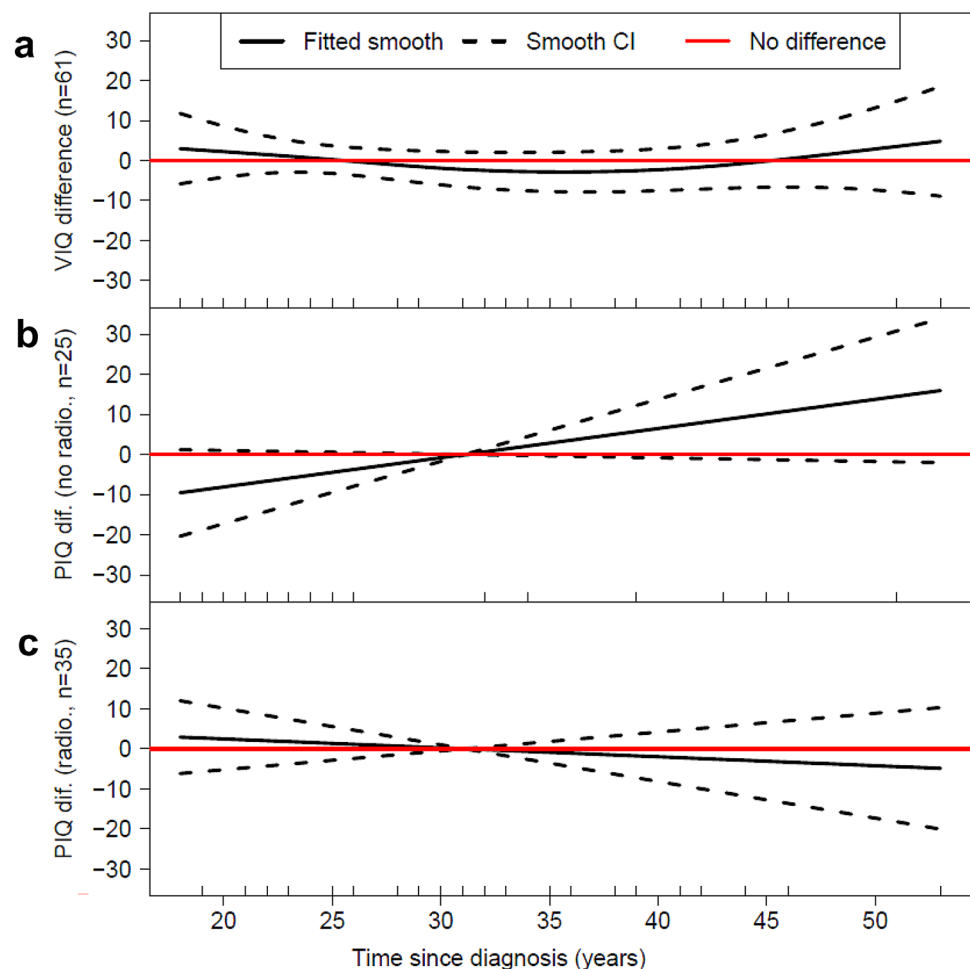 a
Fitted smooth Smooth CI No difference
VIQ difference (n=61)
30
20
10
0
−10
−20
−30
b
PIQ dif. (no radio., n=25)
30
20
10
0
−10
−20
−30
c
PIQ dif. (radio., n=35)
30
20
10
0
−10
−20
−30
20 25 30 35 40 45 50
Time since diagnosis (years)